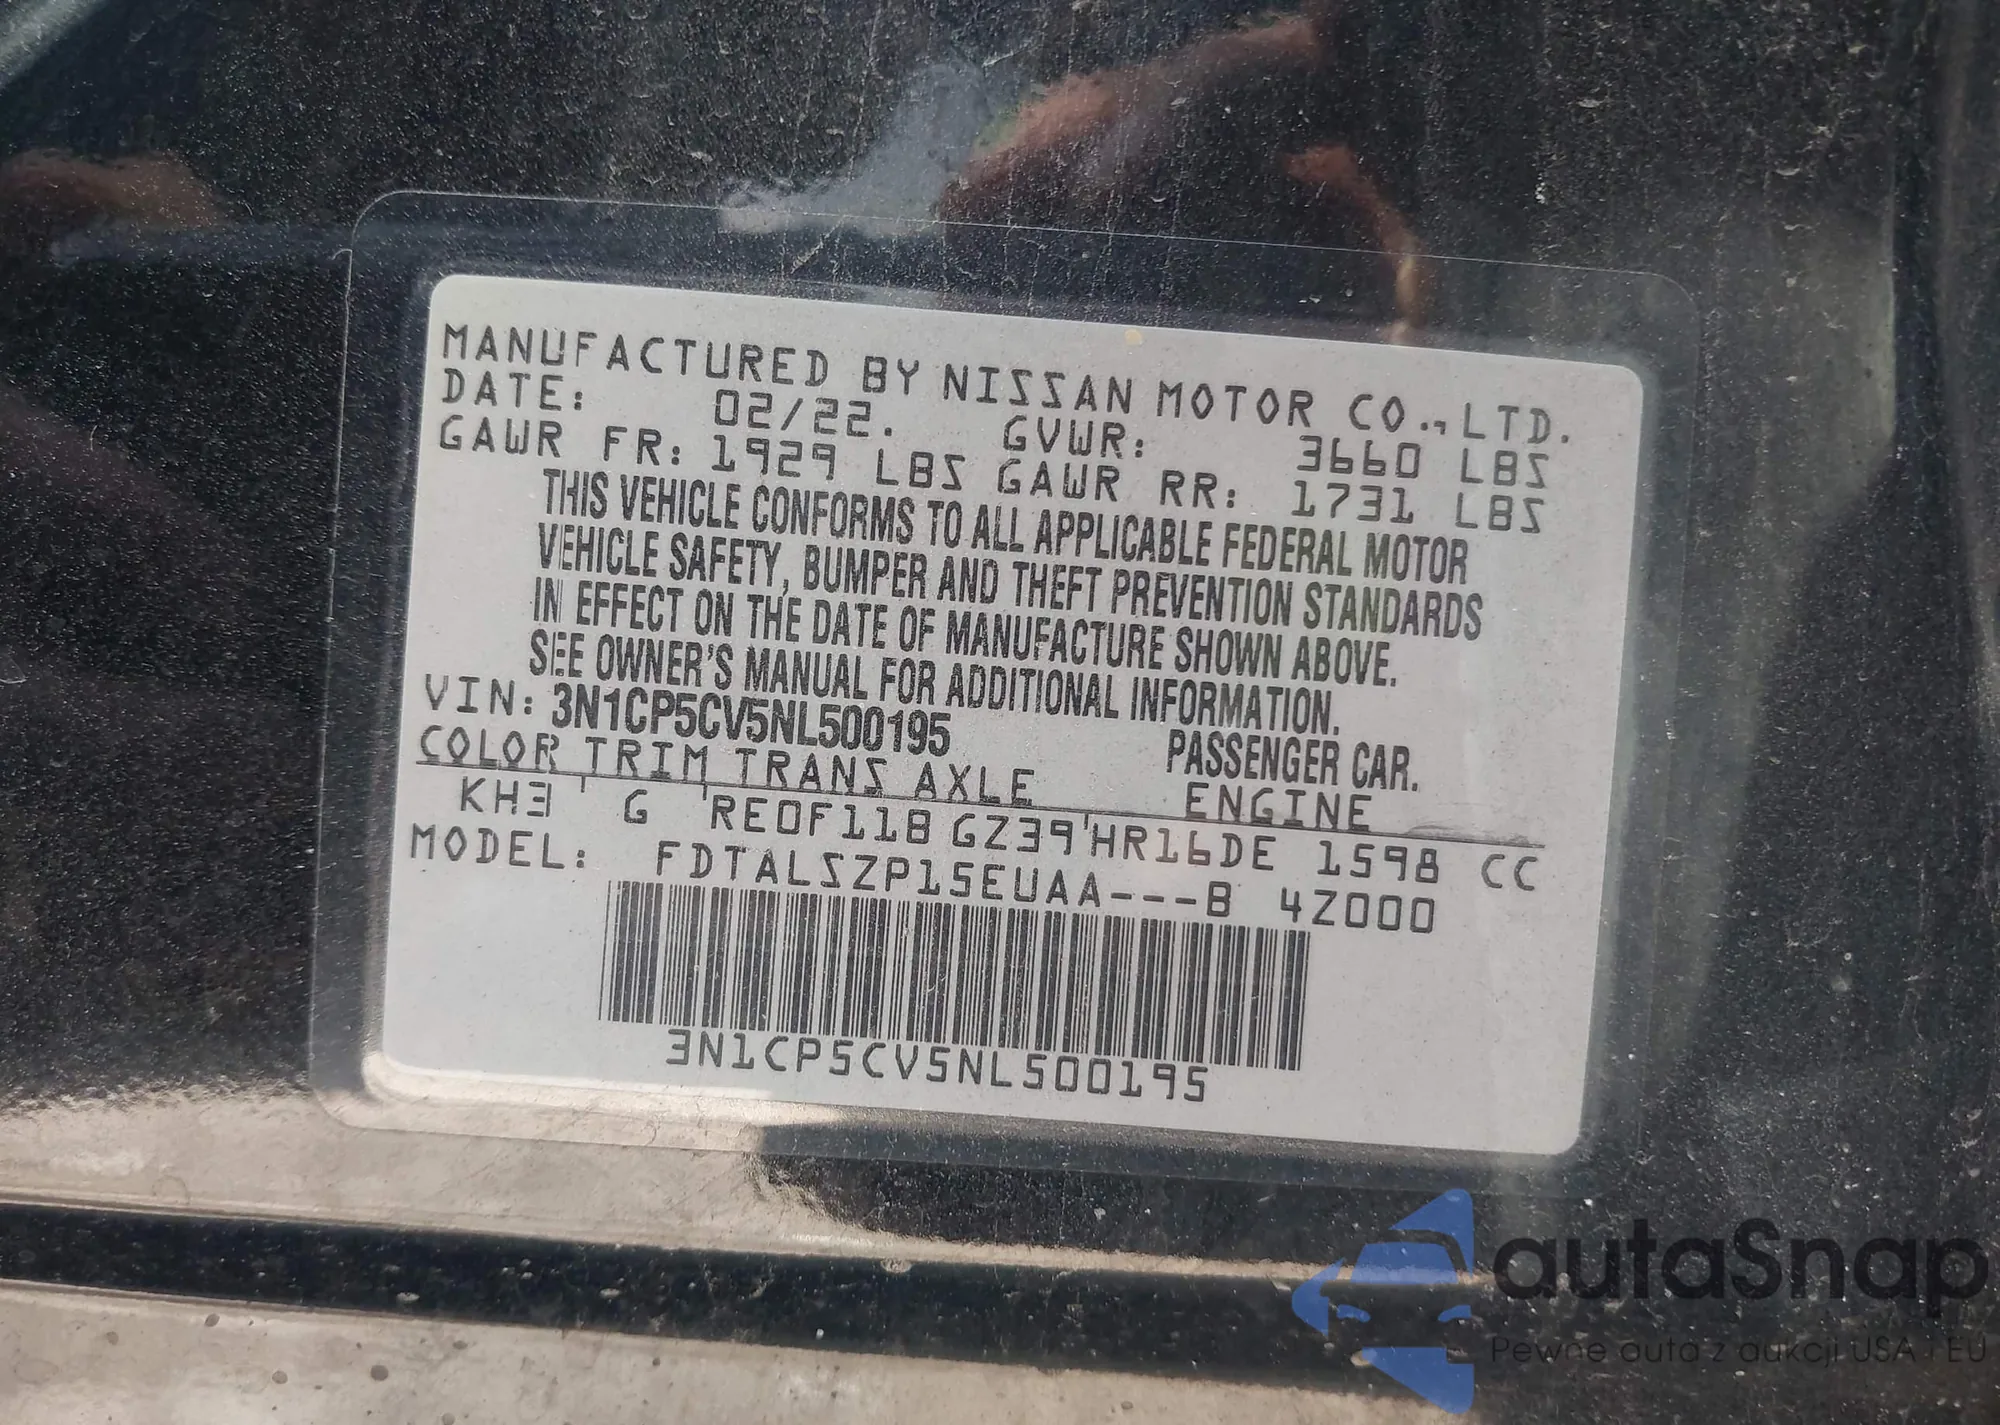 MANUFACTURED BY NISSAN MOTOR CO.,LTD.
DATE: 02/22. GVWR: 3660 LBS
GAWR FR: 1929 LBS GAWR RR: 1731 LBS
THIS VEHICLE CONFORMS TO ALL APPLICABLE FEDERAL MOTOR
VEHICLE SAFETY, BUMPER AND THEFT PREVENTION STANDARDS
IN EFFECT ON THE DATE OF MANUFACTURE SHOWN ABOVE.
SEE OWNER'S MANUAL FOR ADDITIONAL INFORMATION.
VIN: 3N1CP5CV5NL500195 PASSENGER CAR.
COLOR TRIM TRANS AXLE ENGINE
KH3 G RE0F11B GZ39 HR16DE 1598 CC
MODEL: FDTALSZP15EUAA---B 4Z000
3N1CP5CV5NL500195
autaSnap
Pewne auta z aukcji USA i EU